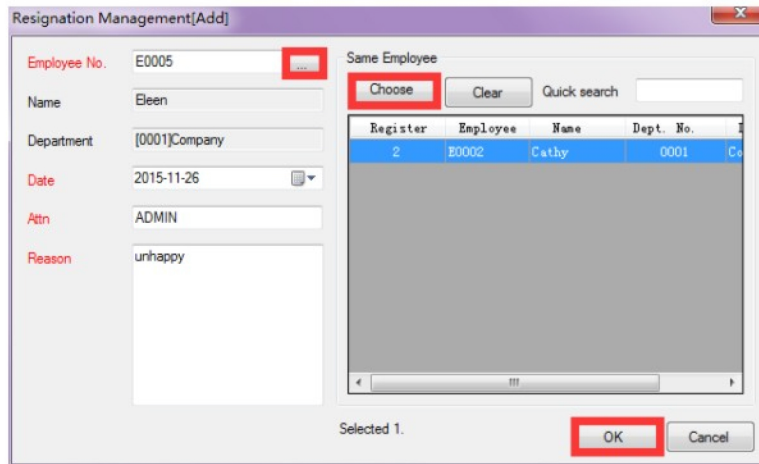 Resignation Management[Add]
Employee No. E0005 ...
Name Eleen
Department [0001]Company
Date 2015-11-26
Attn ADMIN
Reason unhappy
Same Employee
Choose Clear Quick search
Register Employee Name Dept. No.
2 E0002 Cathy 0001 Co
Selected 1.
OK Cancel